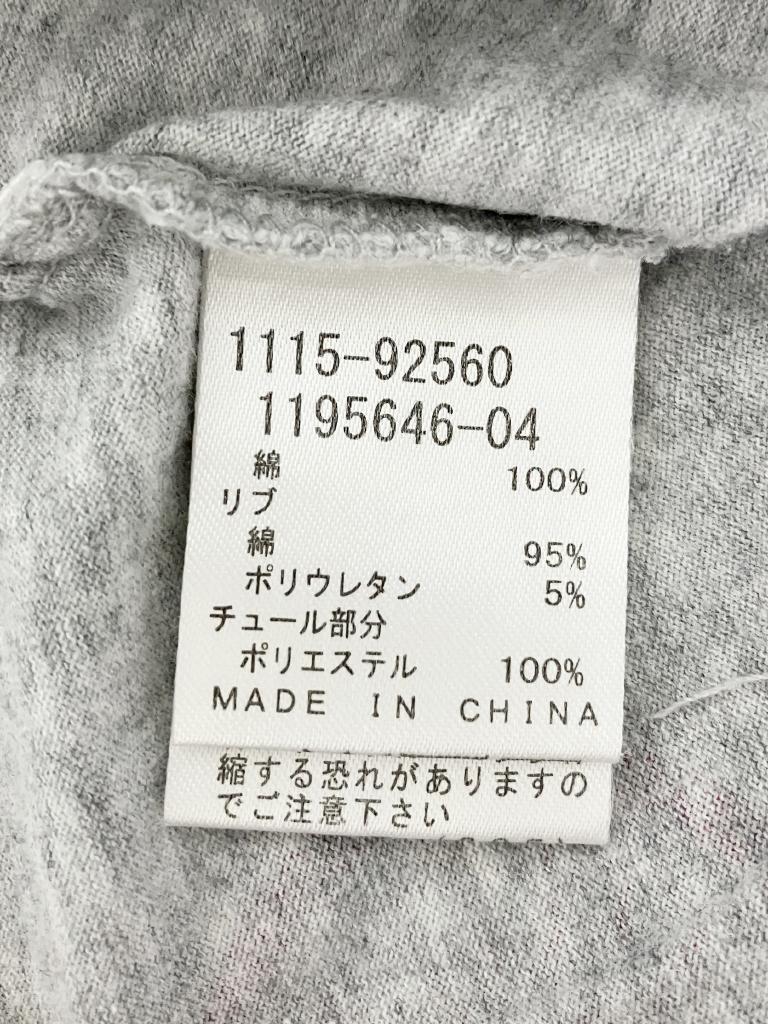 1115-92560
1195646-04
綿 100%
リブ
綿 95%
ポリウレタン 5%
チュール部分
ポリエステル 100%
MADE IN CHINA
縮する恐れがありますの
でご注意下さい